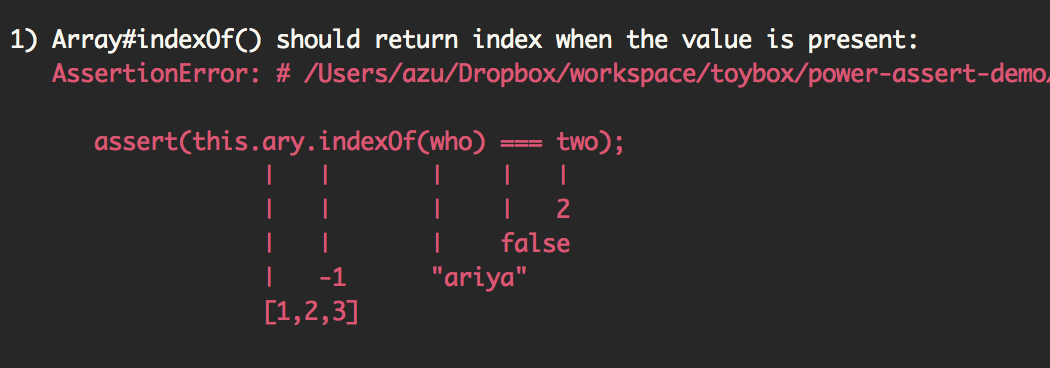 1) Array#indexOf() should return index when the value is present:
AssertionError: # /Users/azu/Dropbox/workspace/toybox/power-assert-demo/
assert(this.ary.indexOf(who) === two);
| | | | |
| | | | 2
| | | false
| -1 "ariya"
[1,2,3]